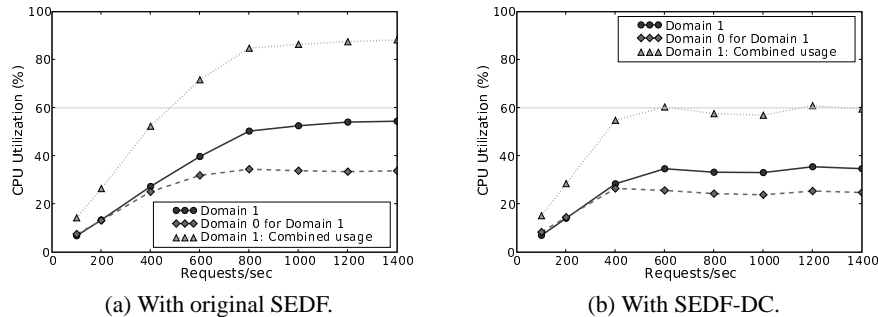 100
80
60
40
20
0
CPU Utilization (%)
Domain 1
Domain 0 for Domain 1
Domain 1: Combined usage
200 400 600 800 1000 1200 1400
Requests/sec
(a) With original SEDF.
100
80
60
40
20
0
CPU Utilization (%)
Domain 1
Domain 0 for Domain 1
Domain 1: Combined usage
200 400 600 800 1000 1200 1400
Requests/sec
(b) With SEDF-DC.